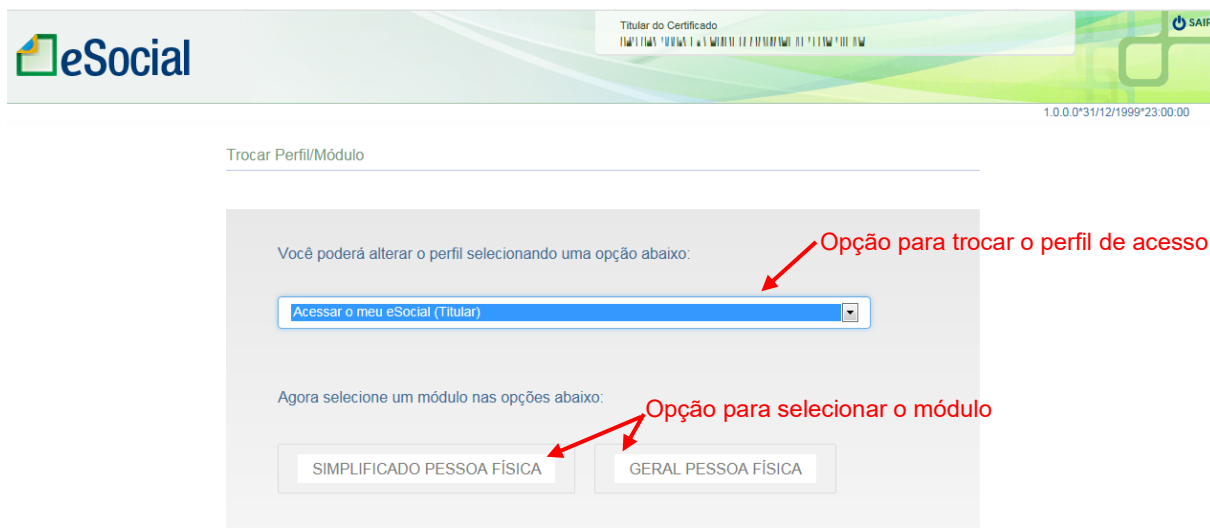 eSocial
Titular do Certificado
SAIR
1.0.0.0*31/12/1999*23:00:00
Trocar Perfil/Módulo
Opção para trocar o perfil de acesso
Você poderá alterar o perfil selecionando uma opção abaixo:
Acessar o meu eSocial (Titular)
Agora selecione um módulo nas opções abaixo:
Opção para selecionar o módulo
SIMPLIFICADO PESSOA FÍSICA
GERAL PESSOA FÍSICA